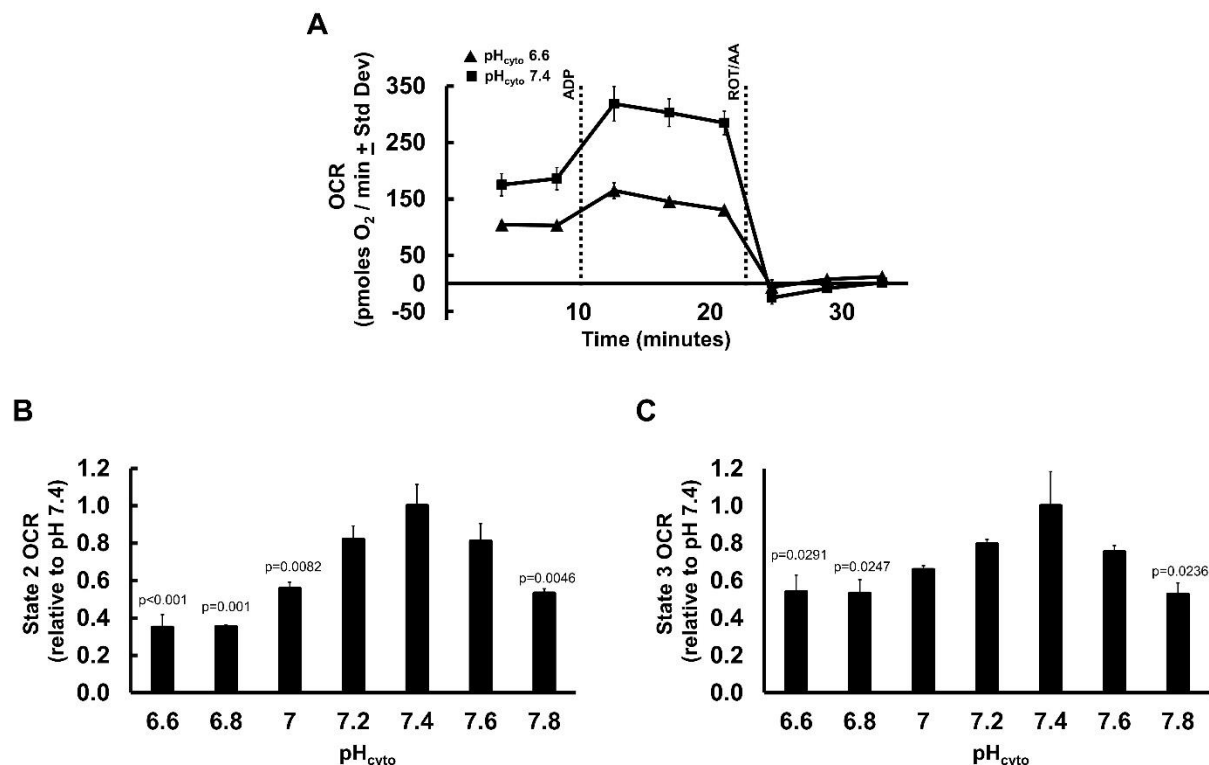 A
▲ pHcyto 6.6
■ pHcyto 7.4
ADP
ROT/AA
350
250
150
50
0
-50
OCR
(pmoles O2 / min ± Std Dev)
10 20 30
Time (minutes)
B
State 2 OCR
(relative to pH 7.4)
1.2
1.0
0.8
0.6
0.4
0.2
0.0
p<0.001
p=0.001
p=0.0082
p=0.0046
6.6 6.8 7 7.2 7.4 7.6 7.8
pHcyto
C
State 3 OCR
(relative to pH 7.4)
1.2
1.0
0.8
0.6
0.4
0.2
0.0
p=0.0291
p=0.0247
p=0.0236
6.6 6.8 7 7.2 7.4 7.6 7.8
pHcyto